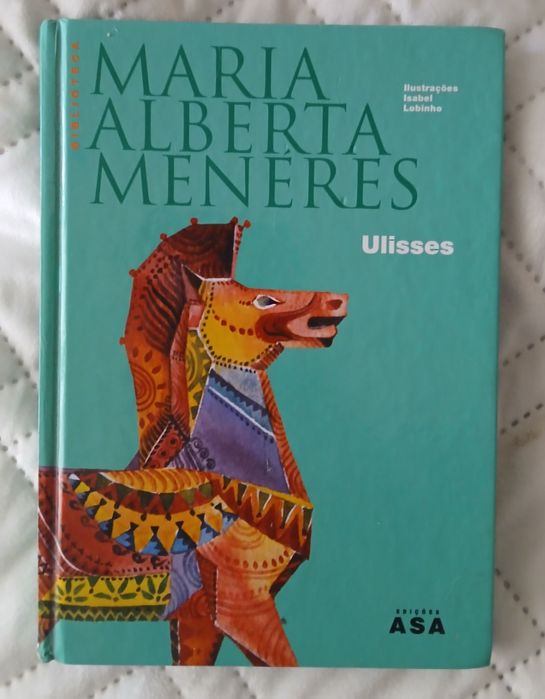 BIBLIOTECA
MARIA
ALBERTA
MENÉRES
Ilustrações
Isabel
Lobinho
Ulisses
EDIÇÕES
ASA